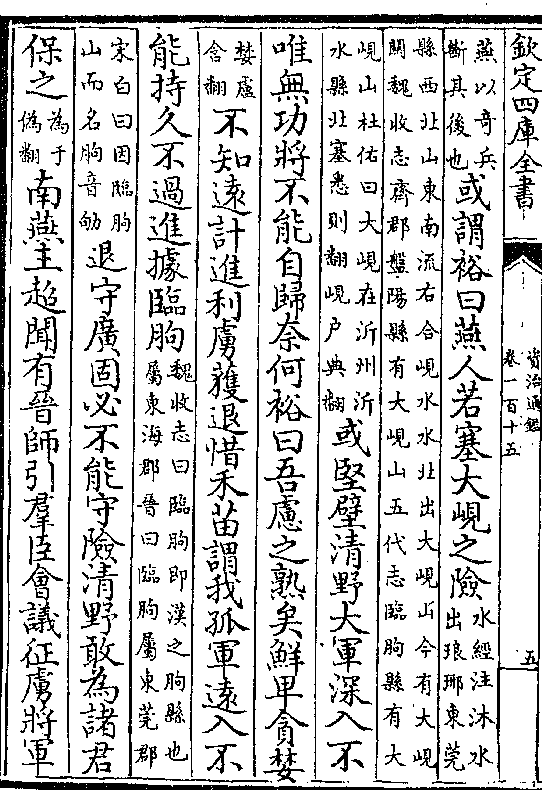 欽定四庫全書
資治通鑑
卷一百十五
五
燕以奇兵
斷其後也
或謂裕曰燕人若塞大峴之險
水經注沭水
出琅琊東莞
縣西北山東南流右合峴水水北出大峴山今有大峴
關魏收志齊郡盤陽縣有大峴山五代志臨朐縣有大
峴山杜佑曰大峴在沂州沂
水縣北塞悉則翻峴户典翻
或堅壁清野大軍深入不
唯無功將不能自歸奈何裕曰吾慮之熟矣鮮卑貪婪
婪盧
含翻
不知遠計進利虜獲退惜禾苗謂我孤軍遠入不
能持久不過進據臨朐
魏收志曰臨朐即漢之朐縣也
屬東海郡晉曰臨朐屬東莞郡
宋白曰因臨朐
山而名朐音劬
退守廣固必不能守險清野敢為諸君
保之
為于
偽翻
南燕主超聞有晉師引羣臣會議征虜將軍